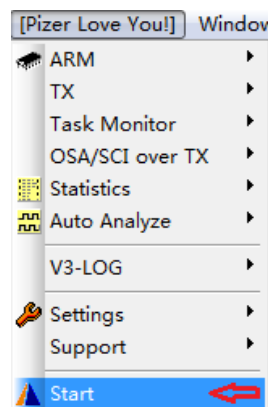 [Pizer Love You!] Window
ARM
TX
Task Monitor
OSA/SCI over TX
Statistics
Auto Analyze
V3-LOG
Settings
Support
Start